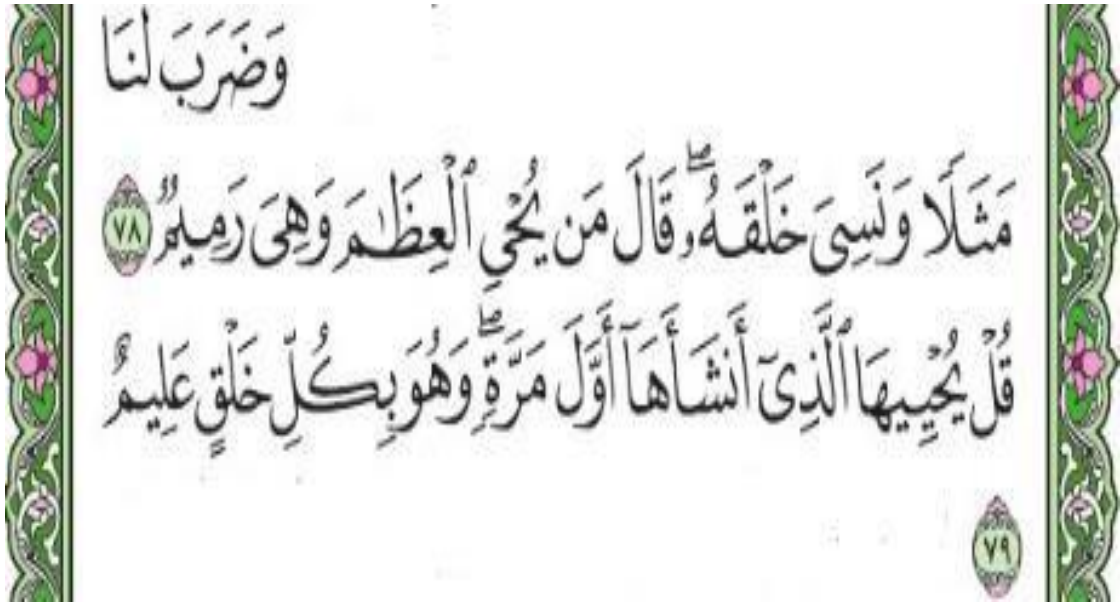 وَضَرَبَ لَنَا
مَثَلًا وَنَسِىَ خَلْقَهُۥۖ قَالَ مَن يُحْىِ ٱلْعِظَٰمَ وَهِىَ رَمِيمٌ ٧٨
قُلْ يُحْيِيهَا ٱلَّذِىٓ أَنشَأَهَآ أَوَّلَ مَرَّةٍۖ وَهُوَ بِكُلِّ خَلْقٍ عَلِيمٌ
٧٩